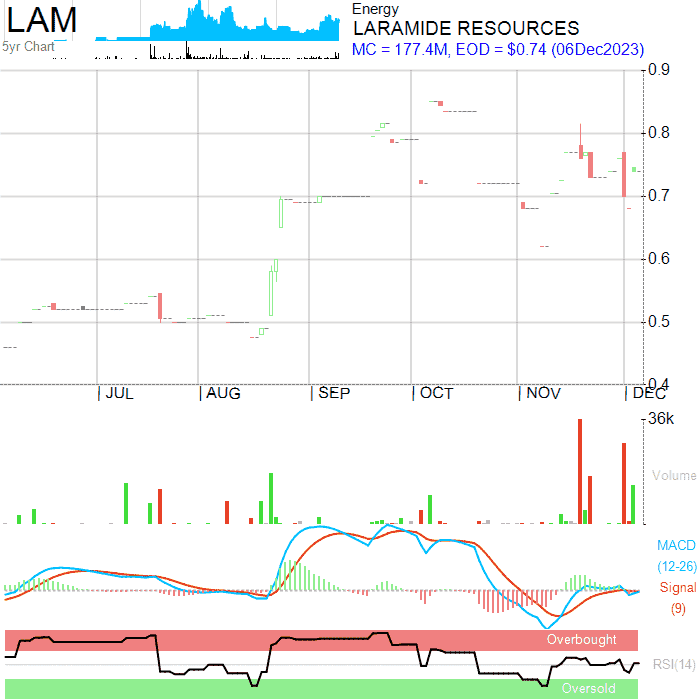 LAM
5yr Chart
Energy
LARAMIDE RESOURCES
MC = 177.4M, EOD = $0.74 (06Dec2023)
0.9
0.8
0.7
0.6
0.5
0.4
JUL
AUG
SEP
OCT
NOV
DEC
36k
Volume
MACD
(12-26)
Signal
(9)
Overbought
RSI(14)
Oversold